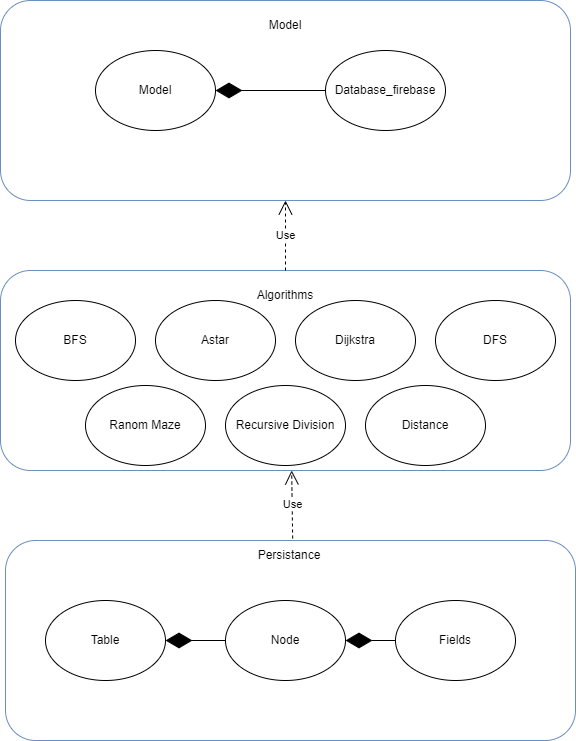 Model
Model
Database_firebase
Use
Algorithms
BFS
Astar
Dijkstra
DFS
Ranom Maze
Recursive Division
Distance
Use
Persistance
Table
Node
Fields